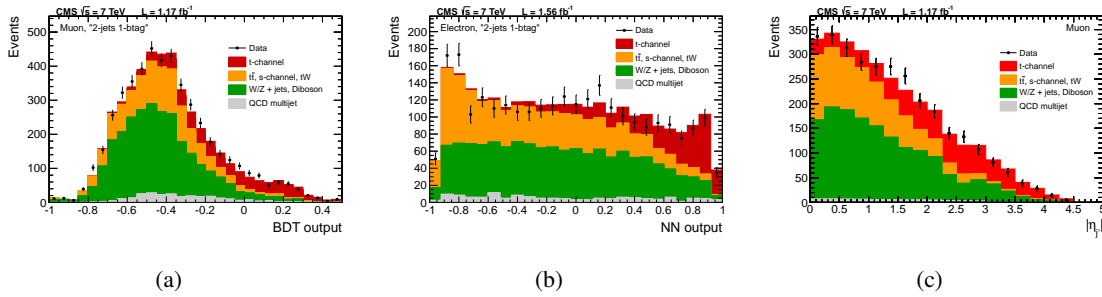 CMS √s = 7 TeV L = 1.17 fb⁻¹
Muon, "2-jets 1-btag"
Data
t-channel
tt̄, s-channel, tW
W/Z + jets, Diboson
QCD multijet
Events
500
400
300
200
100
0
-1 -0.8 -0.6 -0.4 -0.2 0 0.2 0.4
BDT output
(a)
CMS √s = 7 TeV L = 1.56 fb⁻¹
Electron, "2-jets 1-btag"
Data
t-channel
tt̄, s-channel, tW
W/Z + jets, Diboson
QCD multijet
Events
200
180
160
140
120
100
80
60
40
20
0
-1 -0.8 -0.6 -0.4 -0.2 0 0.2 0.4 0.6 0.8 1
NN output
(b)
CMS √s = 7 TeV L = 1.17 fb⁻¹
Muon
Data
t-channel
tt̄, s-channel, tW
W/Z + jets, Diboson
QCD multijet
Events
350
300
250
200
150
100
50
0
0 0.5 1 1.5 2 2.5 3 3.5 4 4.5 5
|η_j'|
(c)